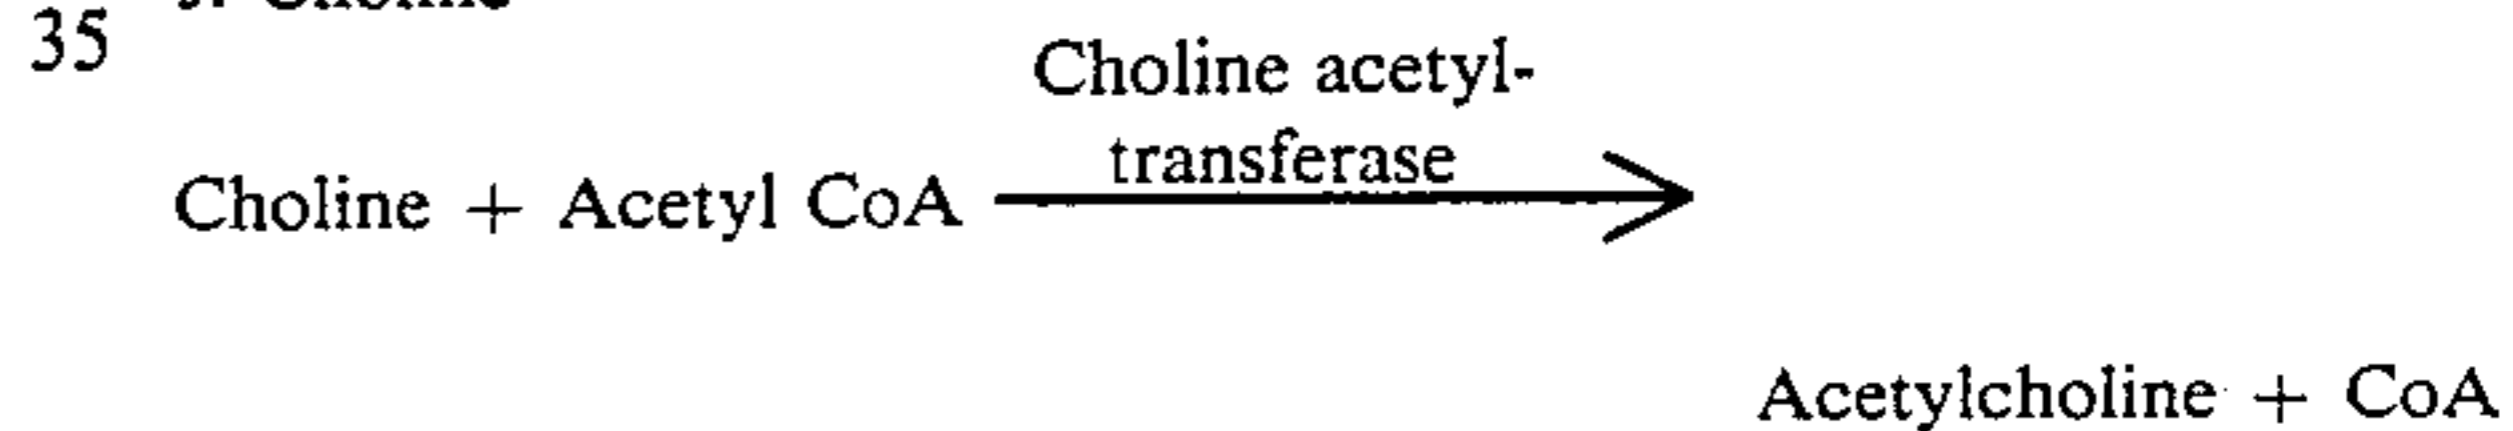 35
Choline acetyl-
transferase
Choline + Acetyl CoA
Acetylcholine + CoA